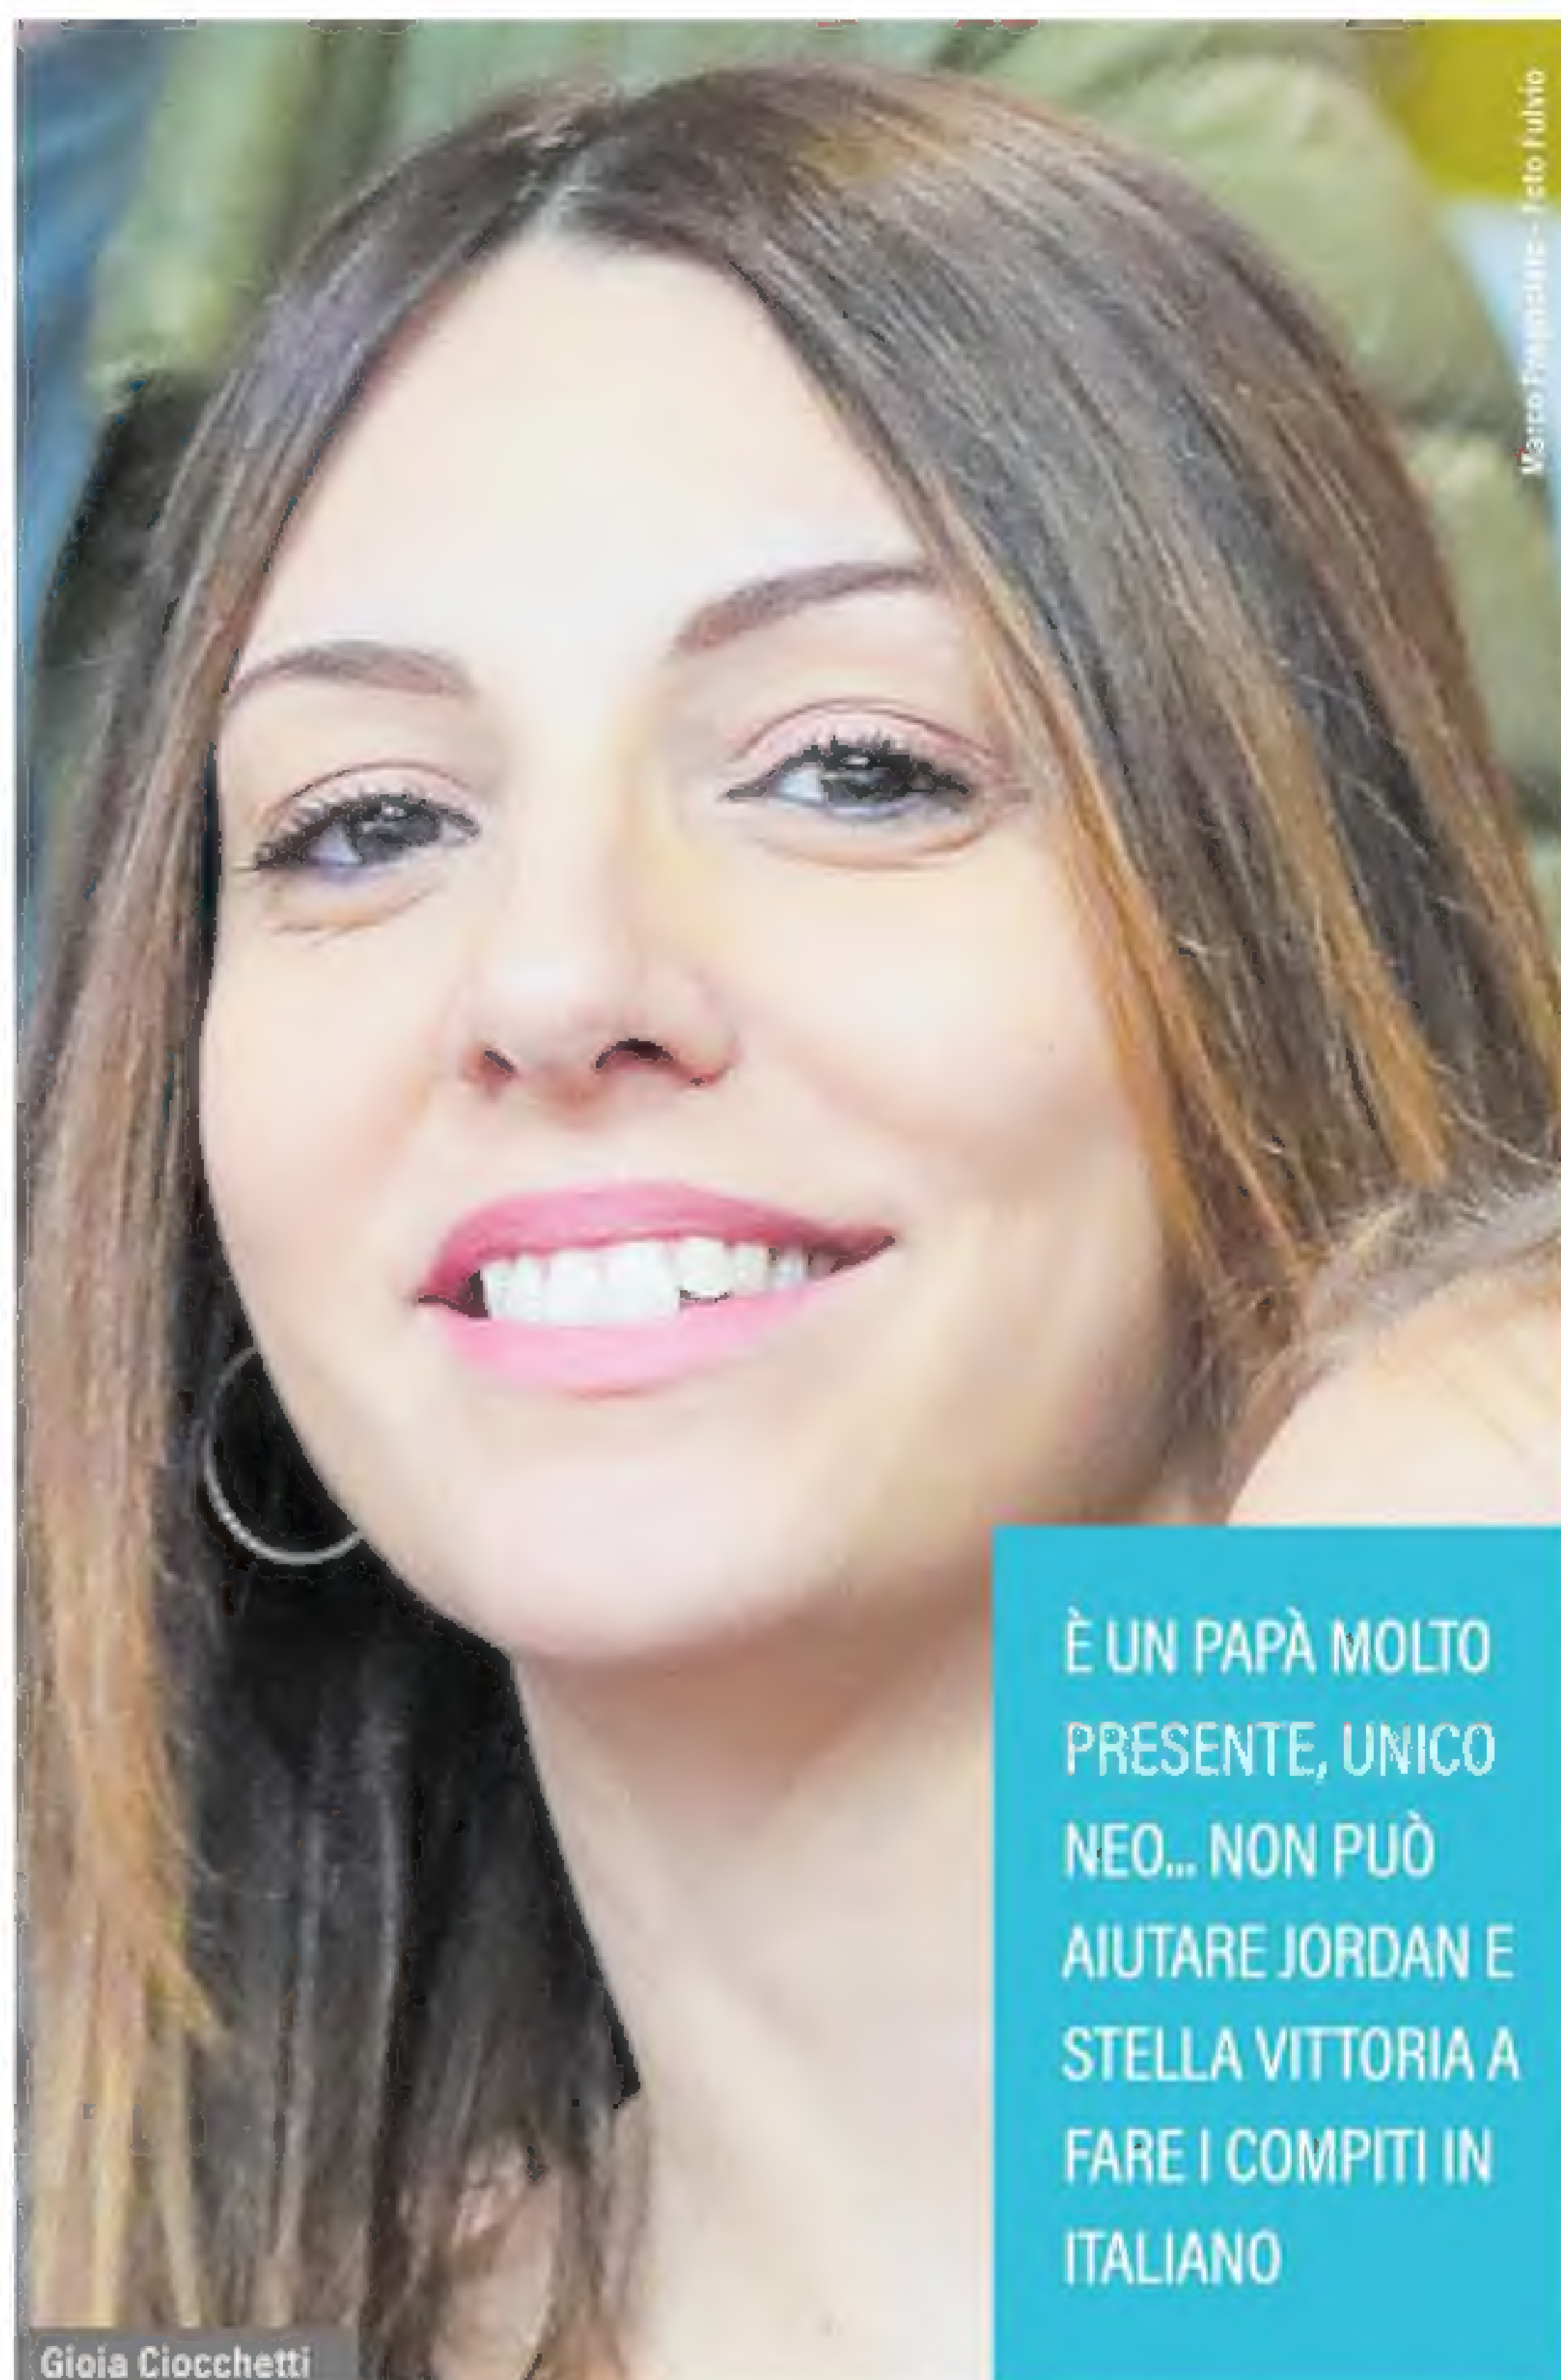 È UN PAPÀ MOLTO
PRESENTE, UNICO
NEO... NON PUÒ
AIUTARE JORDAN E
STELLA VITTORIA A
FARE I COMPITI IN
ITALIANO
Gioia Ciocchetti